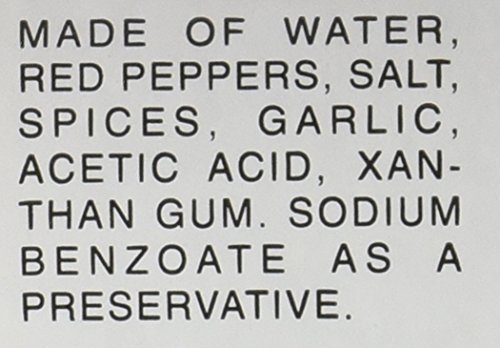 MADE OF WATER,
RED PEPPERS, SALT,
SPICES, GARLIC,
ACETIC ACID, XAN-
THAN GUM. SODIUM
BENZOATE AS A
PRESERVATIVE.